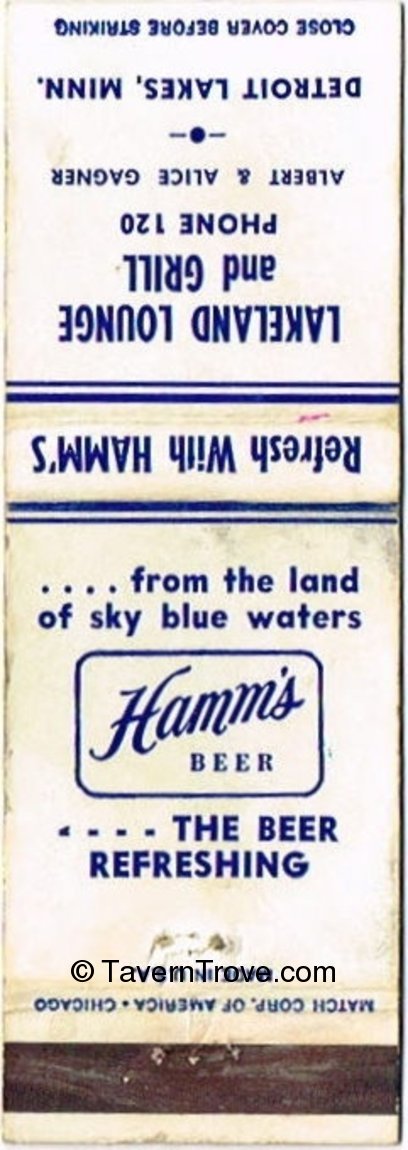 CLOSE COVER BEFORE STRIKING
DETROIT LAKES, MINN.
ALBERT & ALICE GAGNER
PHONE 120
and GRILL
LAKELAND LOUNGE
Refresh With HAMM'S
. . . . from the land
of sky blue waters
Hamm's
BEER
- - - - THE BEER
REFRESHING
© TavernTrove.com
MATCH CORP. OF AMERICA • CHICAGO